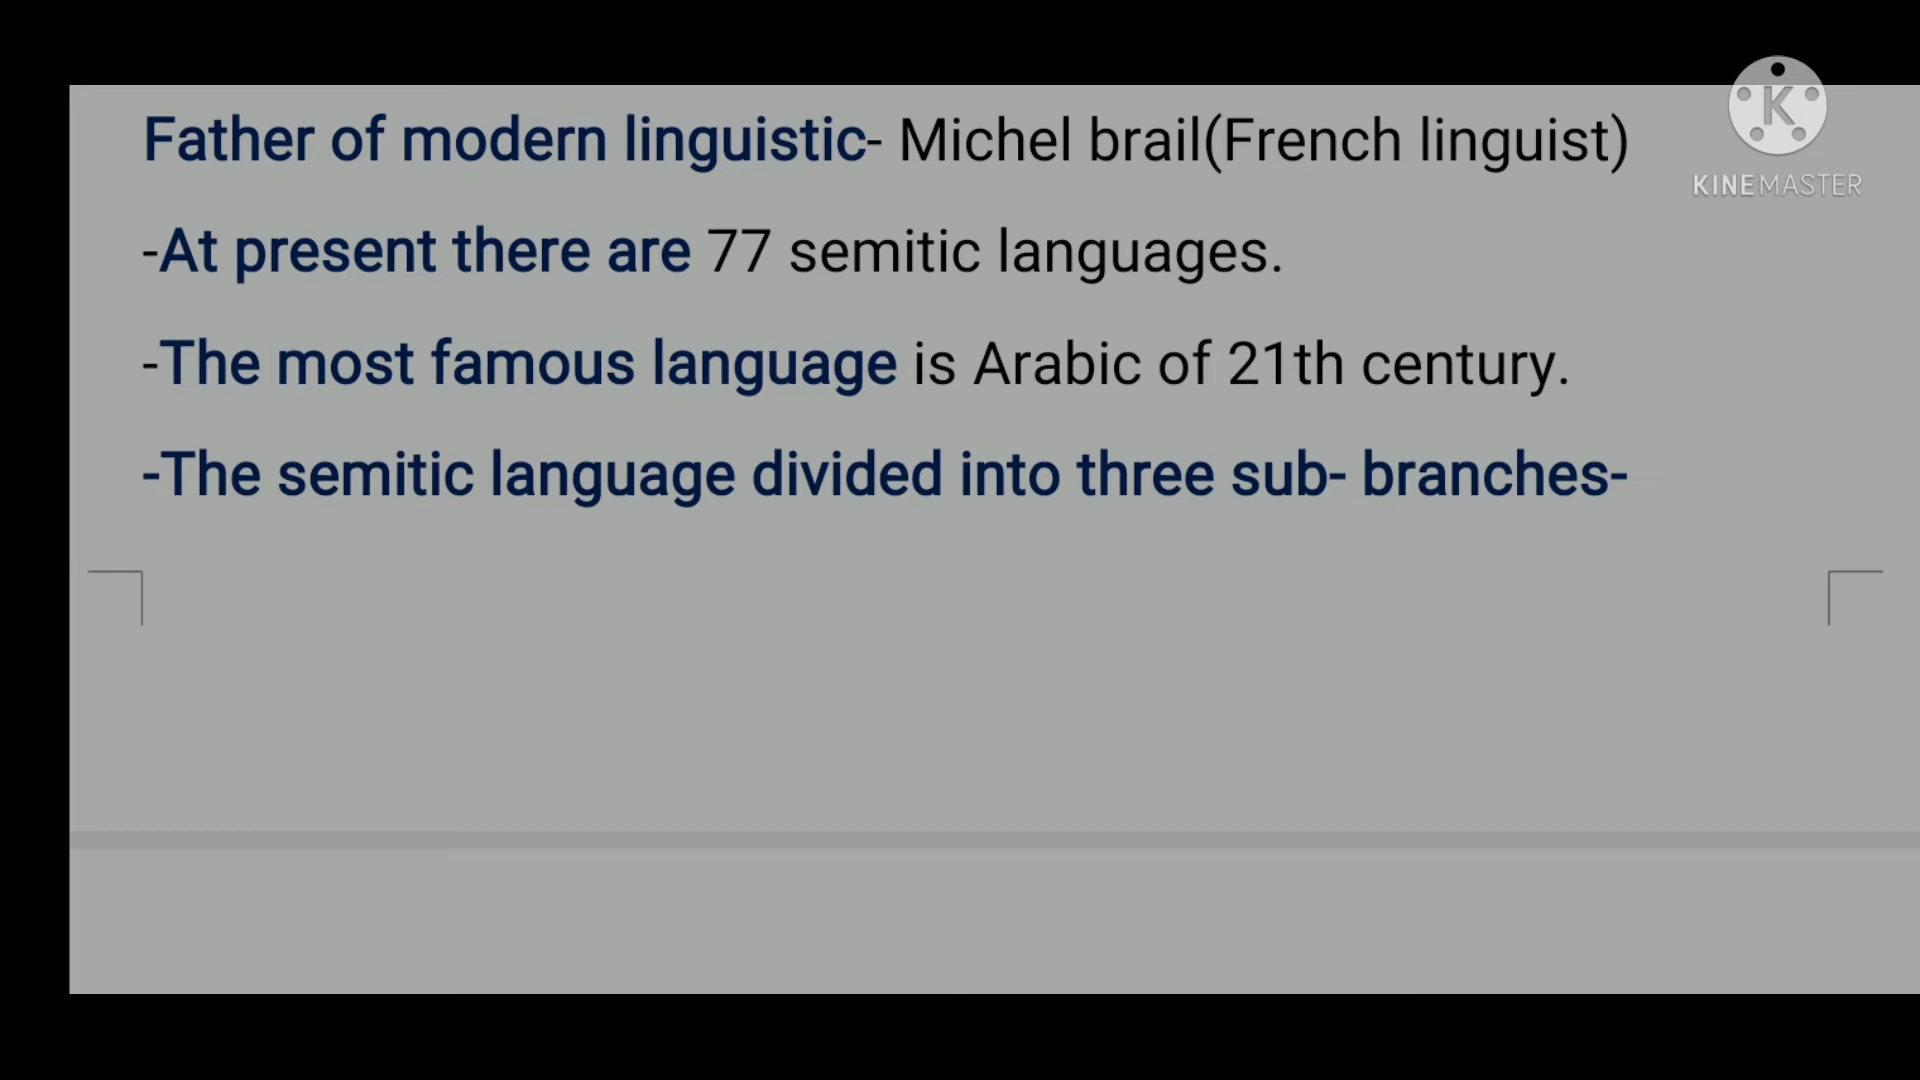 Father of modern linguistic- Michel brail(French linguist)
-At present there are 77 semitic languages.
-The most famous language is Arabic of 21th century.
-The semitic language divided into three sub- branches-
K
KINEMASTER